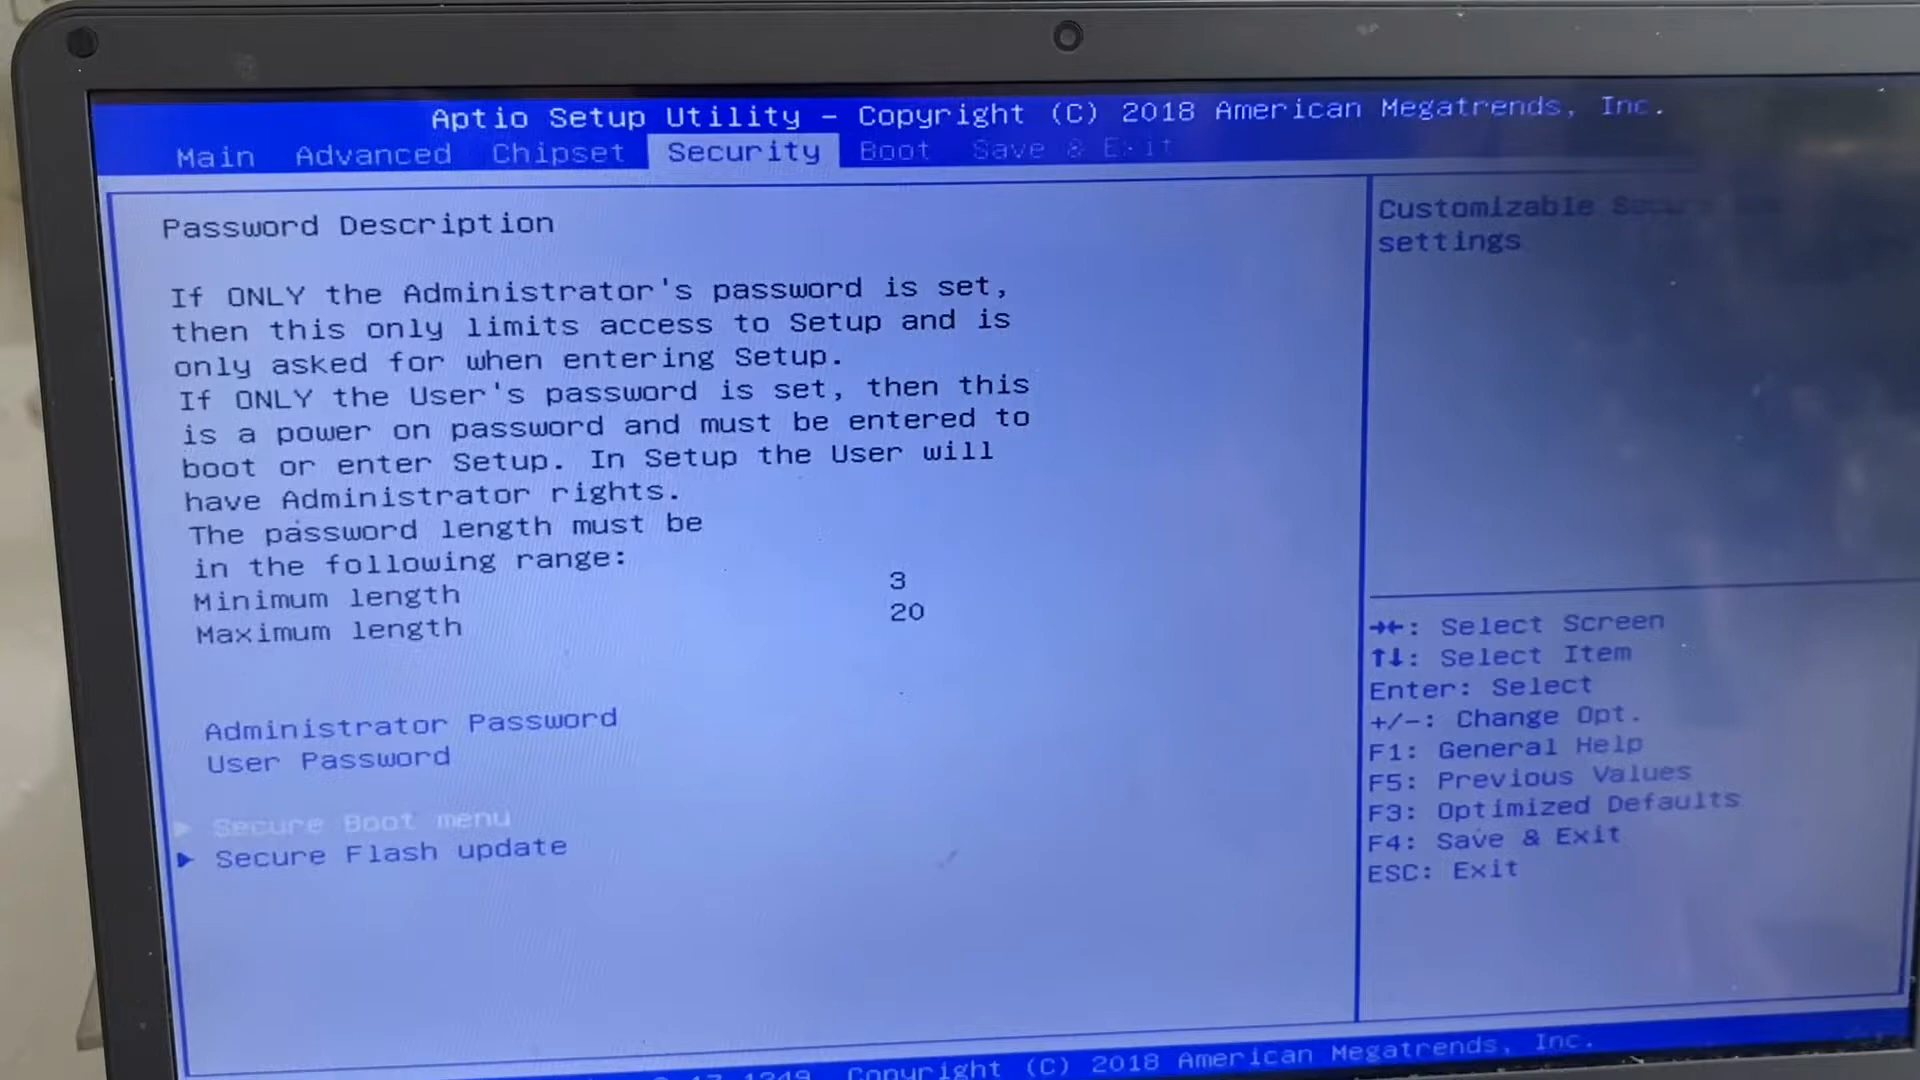 Aptio Setup Utility - Copyright (C) 2018 American Megatrends, Inc.
Main Advanced Chipset Security Boot Save & Exit
Password Description
If ONLY the Administrator's password is set,
then this only limits access to Setup and is
only asked for when entering Setup.
If ONLY the User's password is set, then this
is a power on password and must be entered to
boot or enter Setup. In Setup the User will
have Administrator rights.
The password length must be
in the following range:
Minimum length 3
Maximum length 20
Administrator Password
User Password
► Secure Boot menu
► Secure Flash update
Customizable Secure
settings
→←: Select Screen
↑↓: Select Item
Enter: Select
+/-: Change Opt.
F1: General Help
F5: Previous Values
F3: Optimized Defaults
F4: Save & Exit
ESC: Exit
Copyright (C) 2018 American Megatrends, Inc.